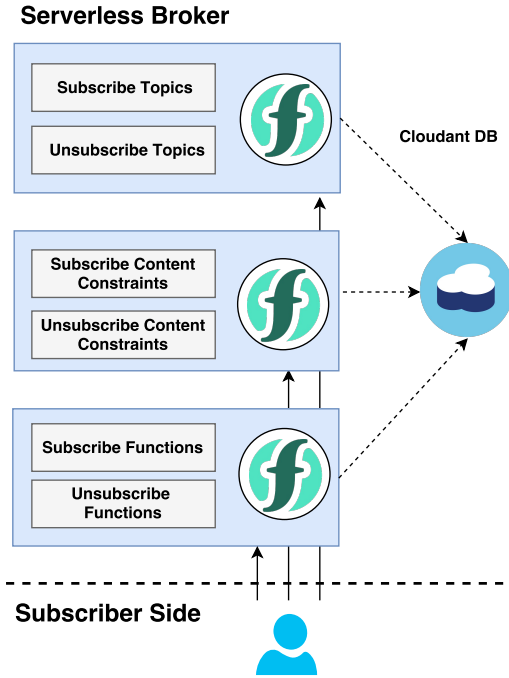 Serverless Broker
Subscribe Topics
Unsubscribe Topics
Cloudant DB
Subscribe Content
Constraints
Unsubscribe Content
Constraints
Subscribe Functions
Unsubscribe
Functions
Subscriber Side